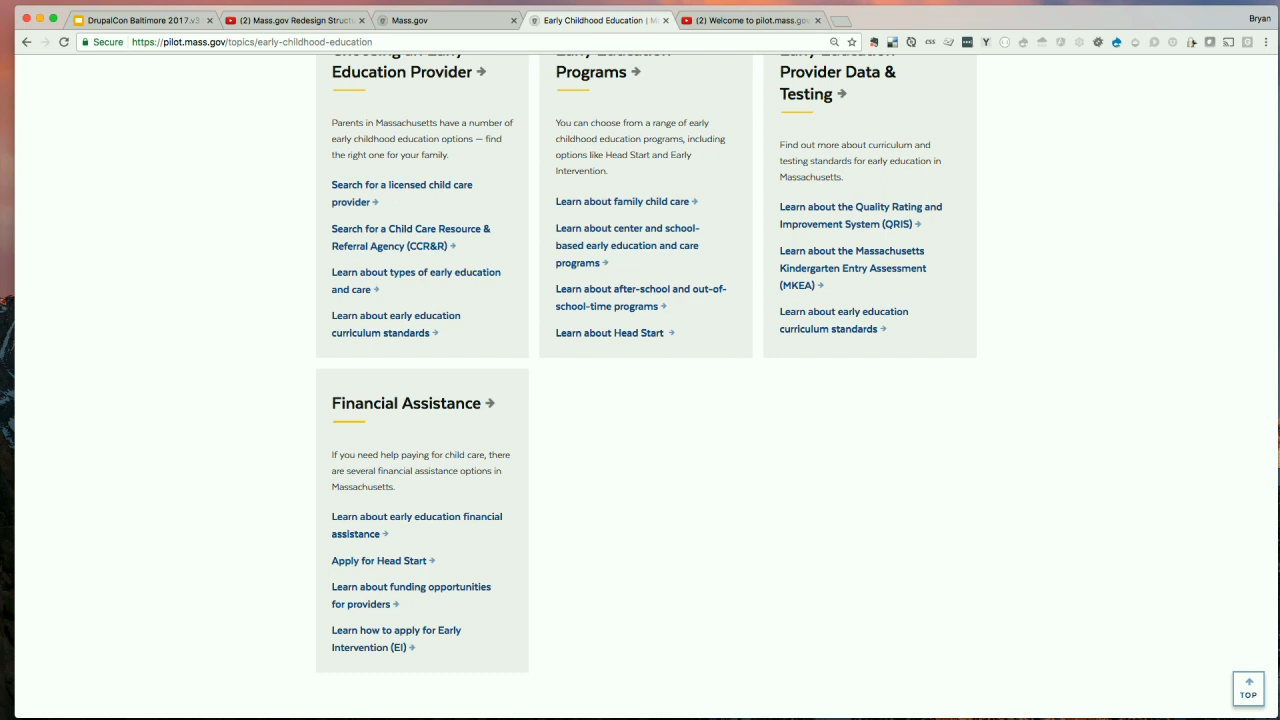 DrupalCon Baltimore 2017.v3
(2) Mass.gov Redesign Struct
Mass.gov
Early Childhood Education | M
(2) Welcome to pilot.mass.gov
Bryan
Secure
https://pilot.mass.gov/topics/early-childhood-education
Choosing an Early
Education Provider
Parents in Massachusetts have a number of
early childhood education options — find
the right one for your family.
Search for a licensed child care
provider
Search for a Child Care Resource &
Referral Agency (CCR&R)
Learn about types of early education
and care
Learn about early education
curriculum standards
Early Education
Programs
You can choose from a range of early
childhood education programs, including
options like Head Start and Early
Intervention.
Learn about family child care
Learn about center and school-
based early education and care
programs
Learn about after-school and out-of-
school-time programs
Learn about Head Start
Early Education
Provider Data &
Testing
Find out more about curriculum and
testing standards for early education in
Massachusetts.
Learn about the Quality Rating and
Improvement System (QRIS)
Learn about the Massachusetts
Kindergarten Entry Assessment
(MKEA)
Learn about early education
curriculum standards
Financial Assistance
If you need help paying for child care, there
are several financial assistance options in
Massachusetts.
Learn about early education financial
assistance
Apply for Head Start
Learn about funding opportunities
for providers
Learn how to apply for Early
Intervention (EI)
TOP